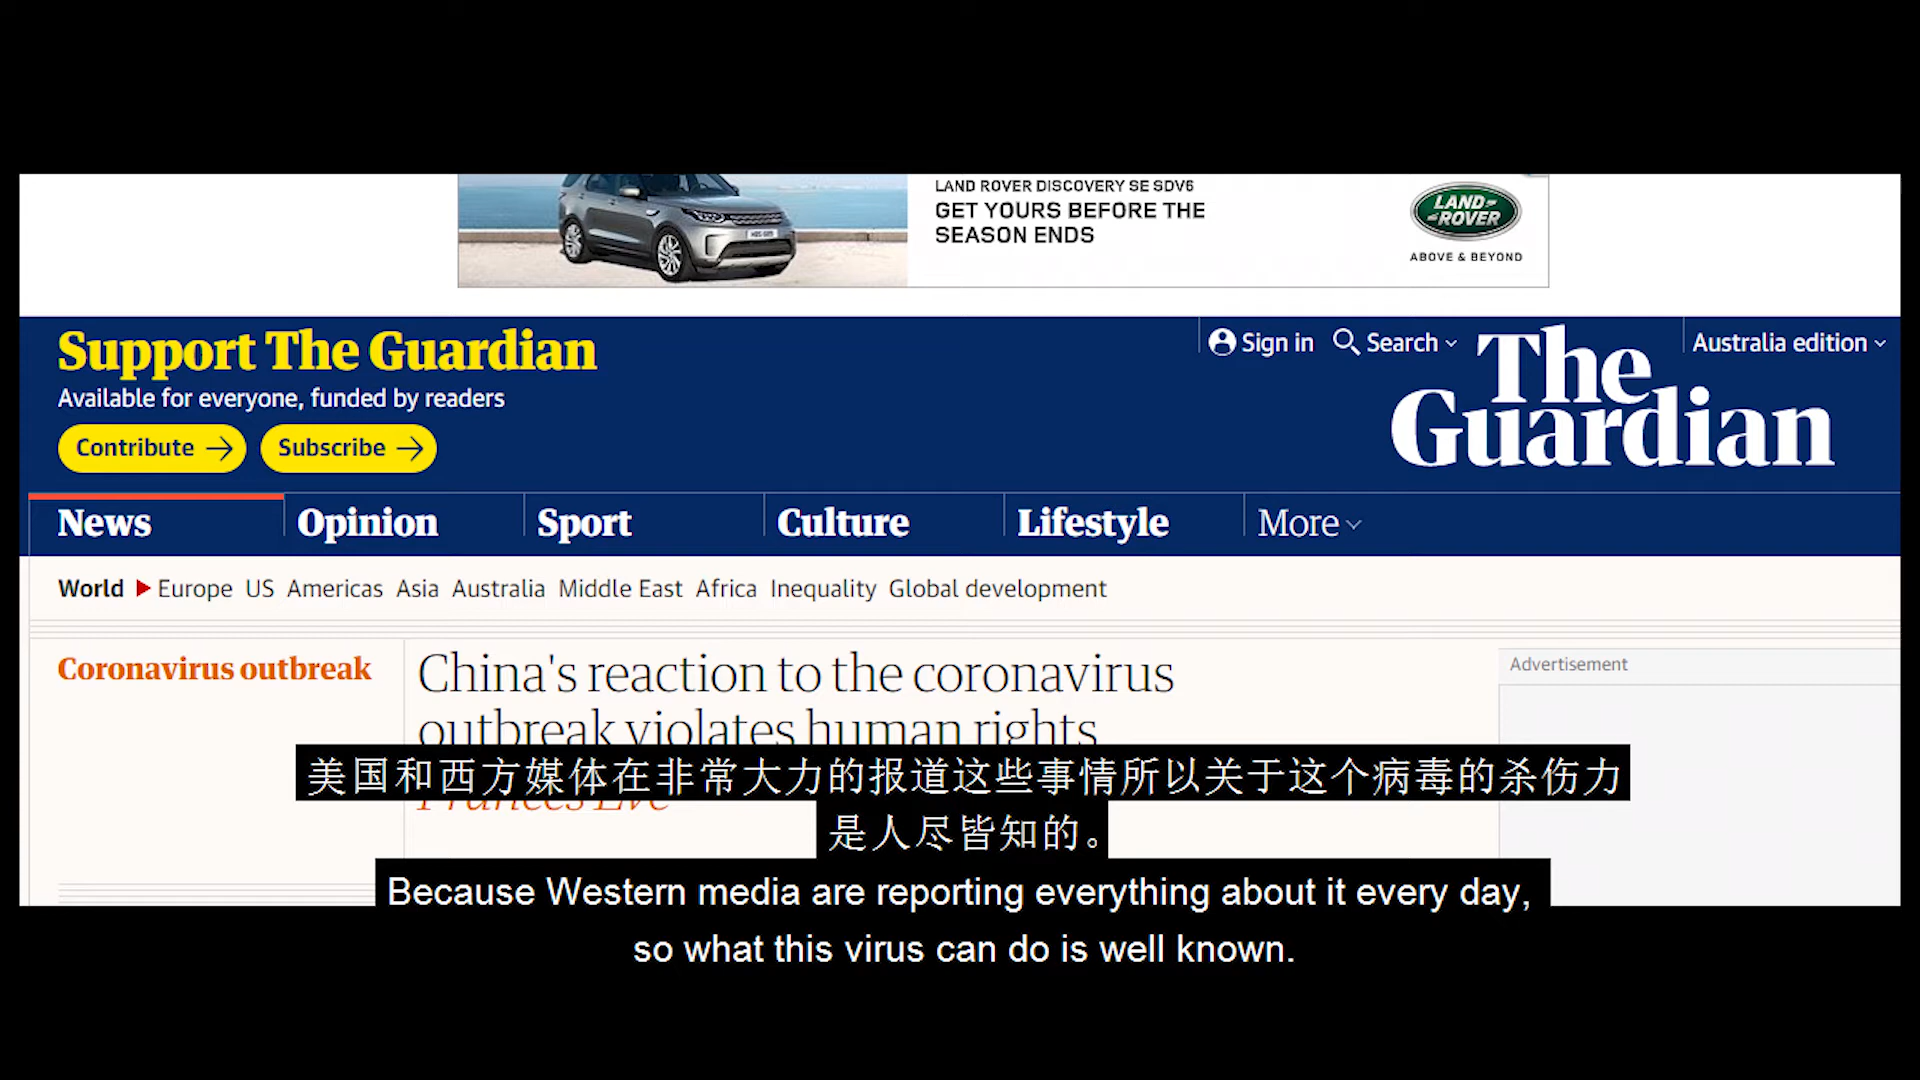 LAND ROVER DISCOVERY SE SDV6
GET YOURS BEFORE THE
SEASON ENDS
LAND
ROVER
ABOVE & BEYOND
Support The Guardian
Available for everyone, funded by readers
Contribute
Subscribe
Sign in
Search
The
Guardian
Australia edition
News
Opinion
Sport
Culture
Lifestyle
More
World
Europe
US
Americas
Asia
Australia
Middle East
Africa
Inequality
Global development
Coronavirus outbreak
China's reaction to the coronavirus
outbreak violates human rights
Advertisement
美国和西方媒体在非常大力的报道这些事情所以关于这个病毒的杀伤力
是人尽皆知的。
Because Western media are reporting everything about it every day,
so what this virus can do is well known.